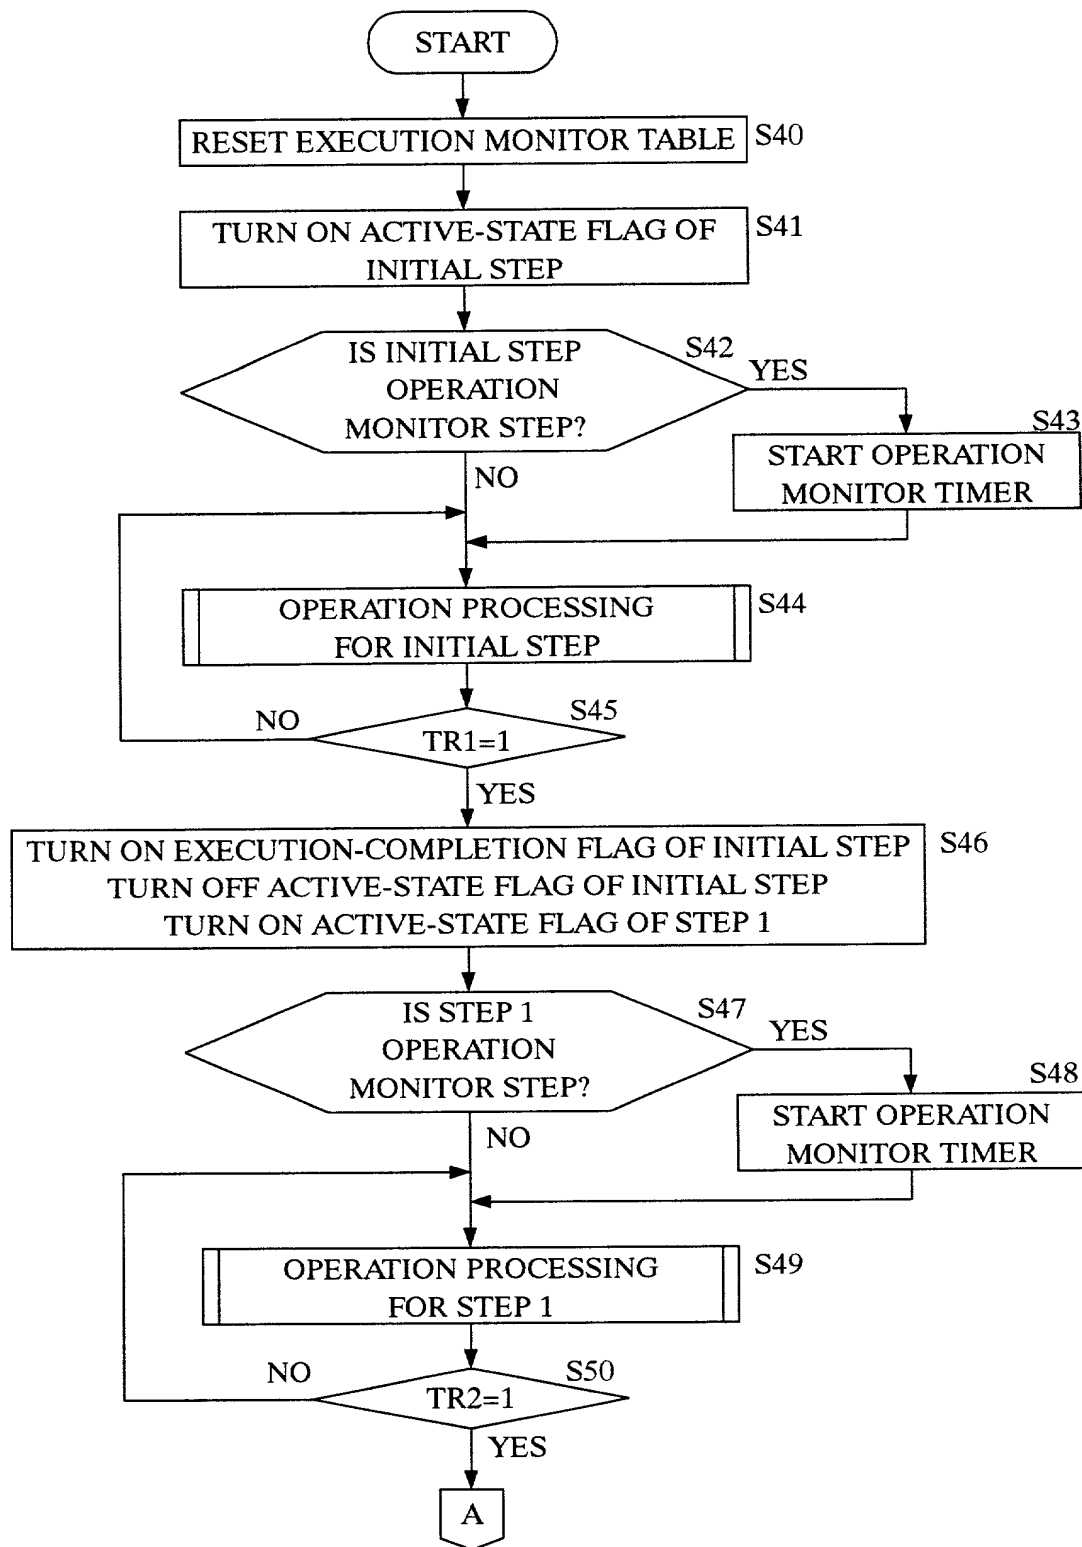 START
RESET EXECUTION MONITOR TABLE
S40
TURN ON ACTIVE-STATE FLAG OF
INITIAL STEP
S41
IS INITIAL STEP
OPERATION
MONITOR STEP?
S42
YES
S43
START OPERATION
MONITOR TIMER
NO
OPERATION PROCESSING
FOR INITIAL STEP
S44
NO
S45
TR1=1
YES
TURN ON EXECUTION-COMPLETION FLAG OF INITIAL STEP
TURN OFF ACTIVE-STATE FLAG OF INITIAL STEP
TURN ON ACTIVE-STATE FLAG OF STEP 1
S46
IS STEP 1
OPERATION
MONITOR STEP?
S47
YES
S48
START OPERATION
MONITOR TIMER
NO
OPERATION PROCESSING
FOR STEP 1
S49
NO
S50
TR2=1
YES
A